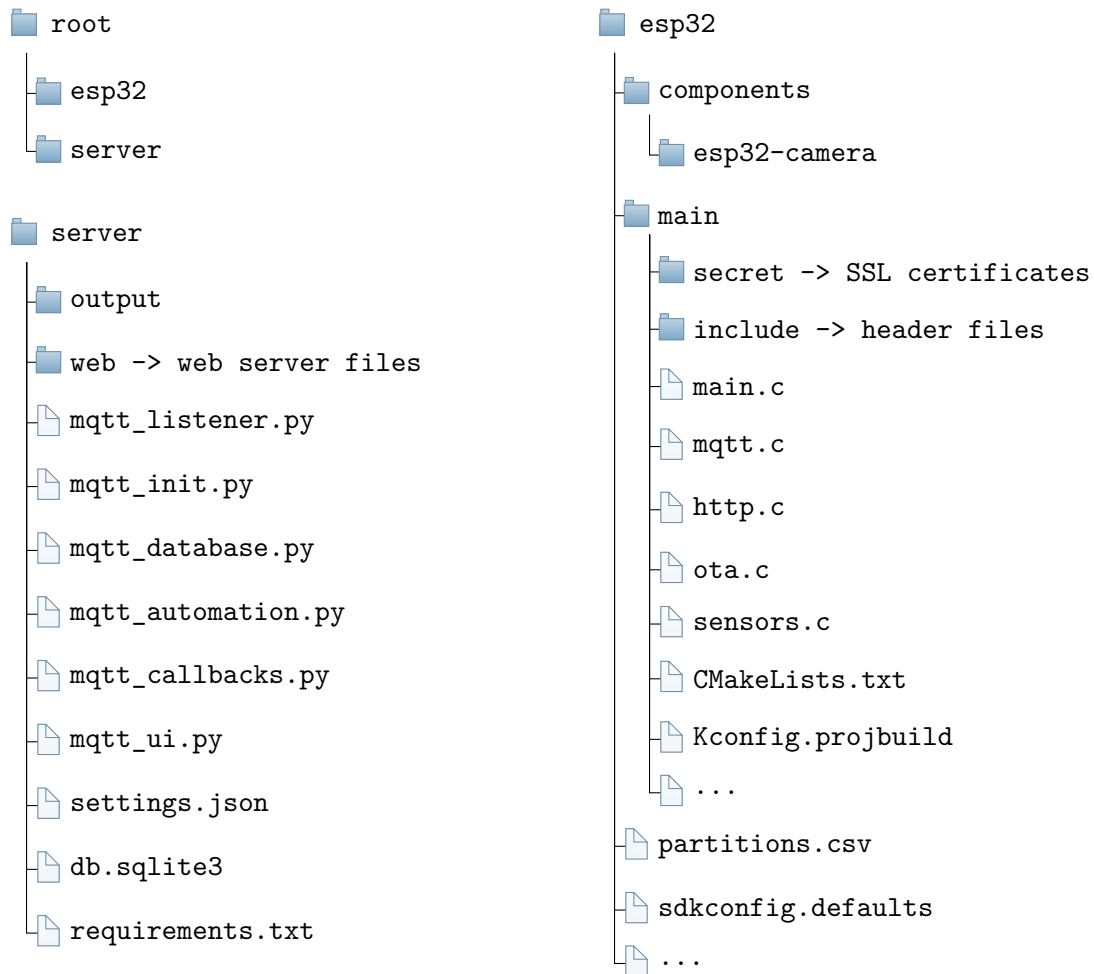 root
esp32
server
server
output
web -> web server files
mqtt_listener.py
mqtt_init.py
mqtt_database.py
mqtt_automation.py
mqtt_callbacks.py
mqtt_ui.py
settings.json
db.sqlite3
requirements.txt
esp32
components
esp32-camera
main
secret -> SSL certificates
include -> header files
main.c
mqtt.c
http.c
ota.c
sensors.c
CMakeLists.txt
Kconfig.projbuild
...
partitions.csv
sdkconfig.defaults
...